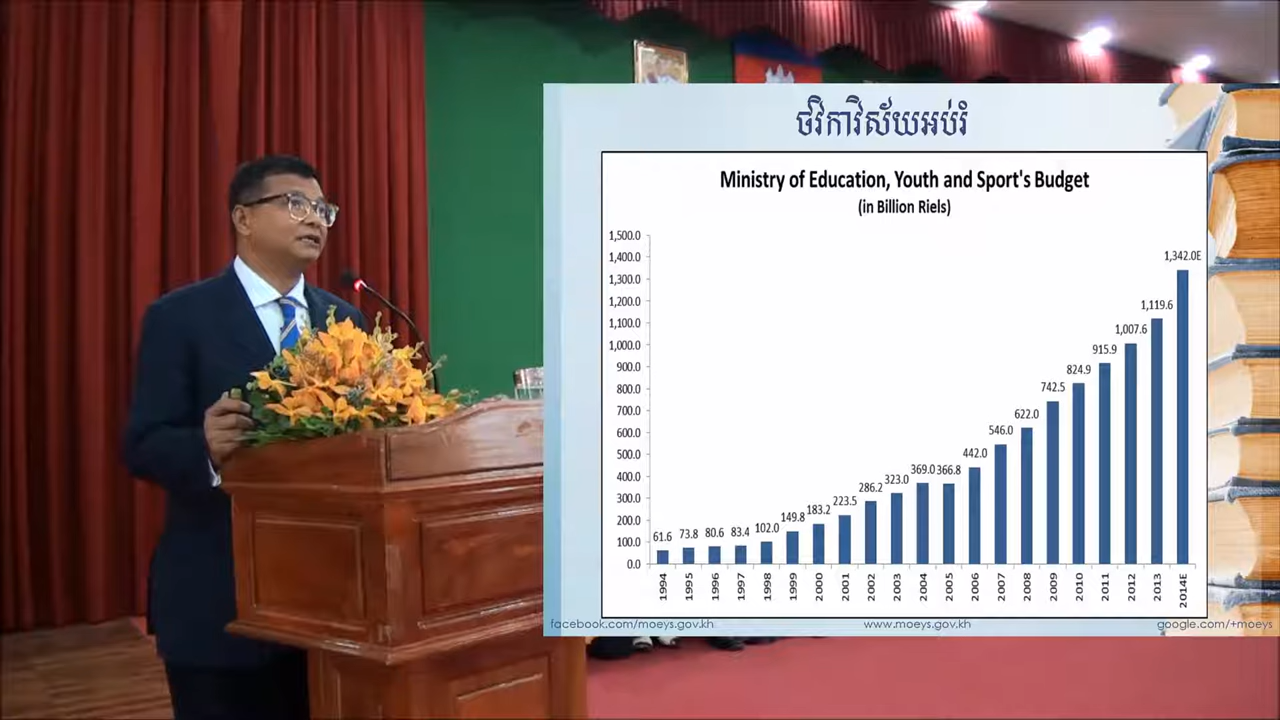 ថវិកាវិស័យអប់រំ
Ministry of Education, Youth and Sport's Budget
(in Billion Riels)
1,500.0
1,400.0
1,300.0
1,200.0
1,100.0
1,000.0
900.0
800.0
700.0
600.0
500.0
400.0
300.0
200.0
100.0
0.0
61.6 73.8 80.6 83.4 102.0 149.8 183.2 223.5 286.2 323.0 369.0 366.8 442.0 546.0 622.0 742.5 824.9 915.9 1,007.6 1,119.6 1,342.0E
1994 1995 1996 1997 1998 1999 2000 2001 2002 2003 2004 2005 2006 2007 2008 2009 2010 2011 2012 2013 2014E
facebook.com/moeys.gov.kh www.moeys.gov.kh google.com/+moeys